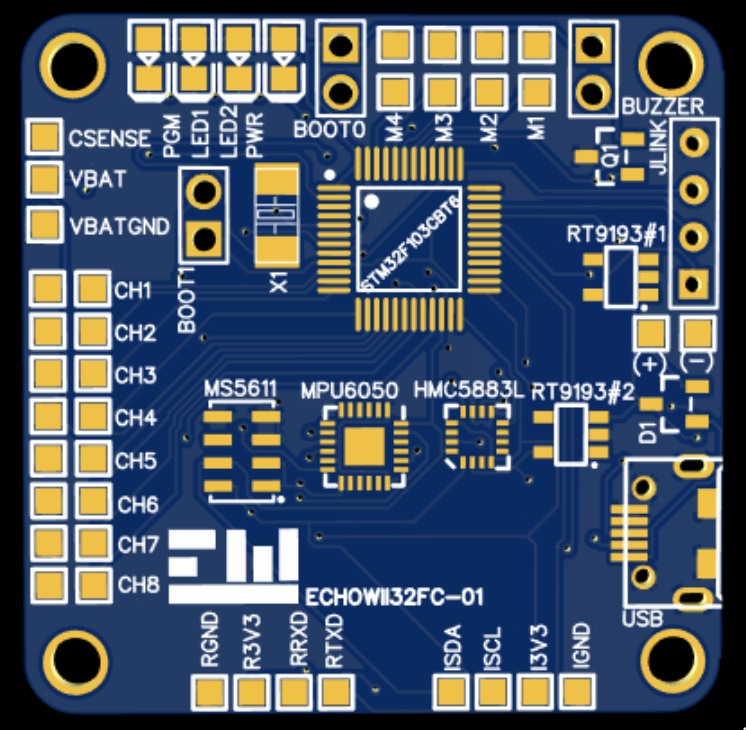 PGM
LED1
LED2
PWR
BOOT0
M4
M3
M2
M1
BUZZER
CSENSE
VBAT
VBATGND
JLINK
Q1
BOOT1
X1
STM32F103CBT6
RT9193#1
CH1
CH2
CH3
CH4
CH5
CH6
CH7
CH8
(+)
(-)
MS5611
MPU6050
HMC5883L
RT9193#2
D1
USB
ECHOWII32FC-01
RGND
R3V3
RRXD
RTXD
ISDA
ISCL
I3V3
IGND